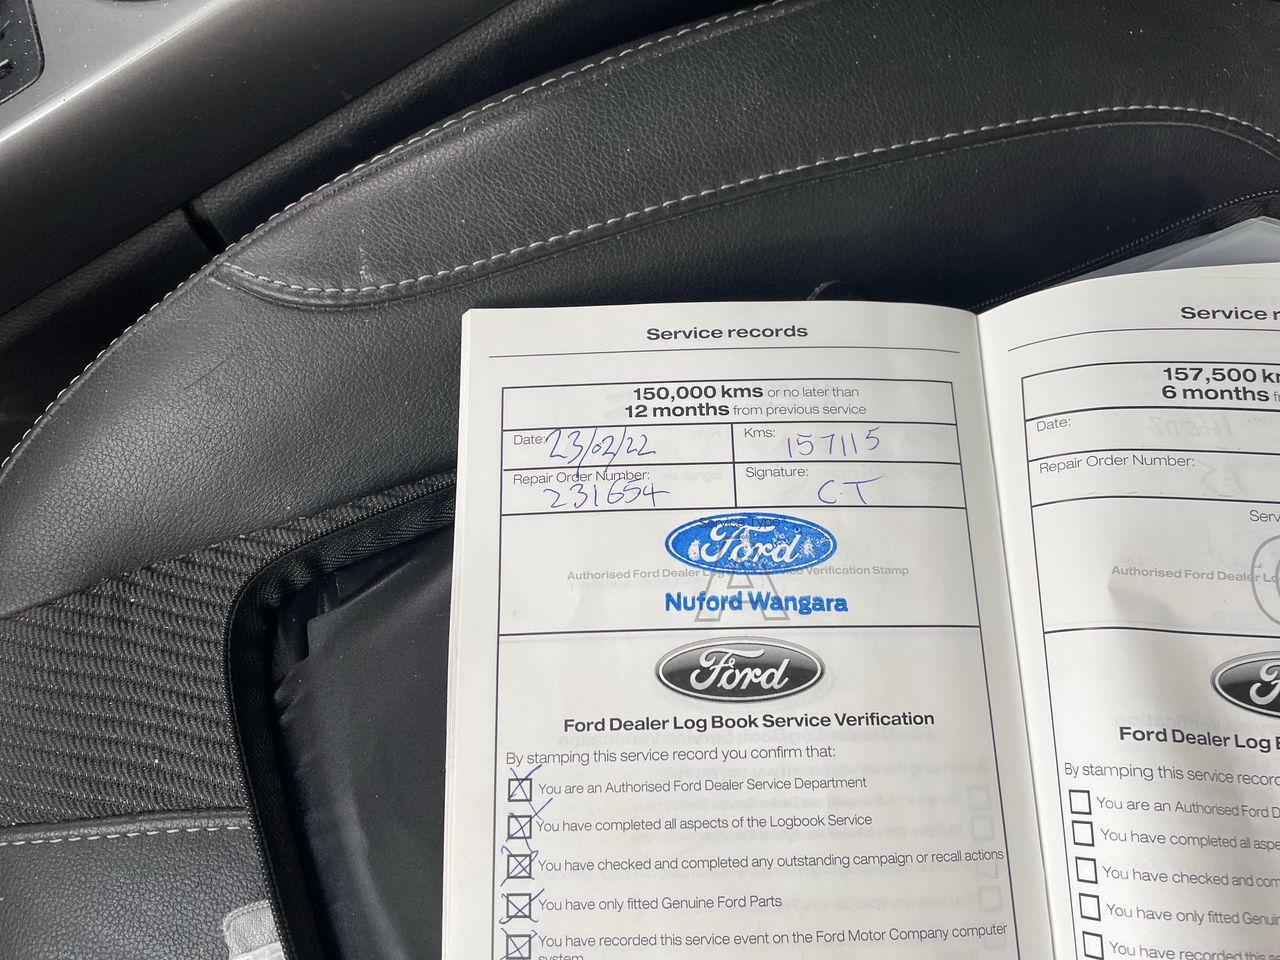 Service records
150,000 kms or no later than
12 months from previous service
Date: 23/02/22
Kms: 157115
Repair Order Number: 231654
Signature: C.T
Service Type:
Ford
A
Authorised Ford Dealer Log Service Verification Stamp
Nuford Wangara
Ford
Ford Dealer Log Book Service Verification
By stamping this service record you confirm that:
You are an Authorised Ford Dealer Service Department
You have completed all aspects of the Logbook Service
You have checked and completed any outstanding campaign or recall actions
You have only fitted Genuine Ford Parts
You have recorded this service event on the Ford Motor Company computer
system
Service r
157,500 km
6 months f
Date:
Repair Order Number:
Serv
Authorised Ford Dealer Lo
F
Ford Dealer Log B
By stamping this service record
You are an Authorised Ford D
You have completed all aspe
You have checked and com
You have only fitted Genuin
You have recorded this se